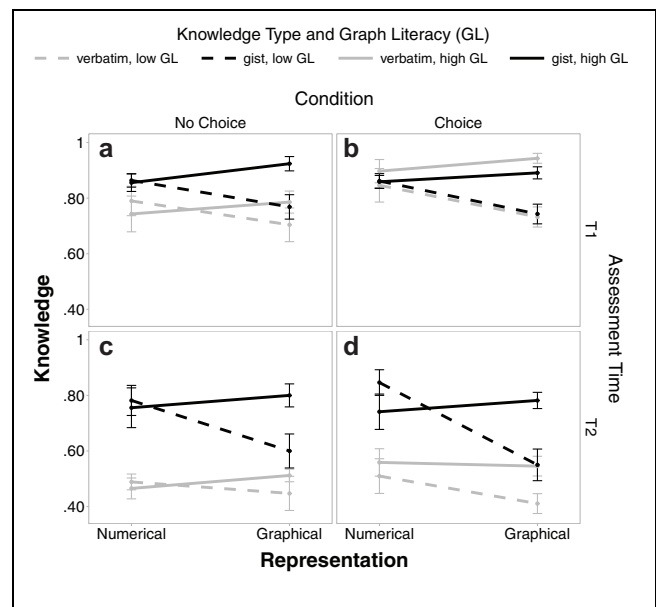 Knowledge Type and Graph Literacy (GL)
verbatim, low GL gist, low GL verbatim, high GL gist, high GL
Condition
No Choice Choice
a b
1
.80
.60
.40
T1
c d
1
.80
.60
.40
T2
Knowledge
Assessment Time
Numerical Graphical Numerical Graphical
Representation